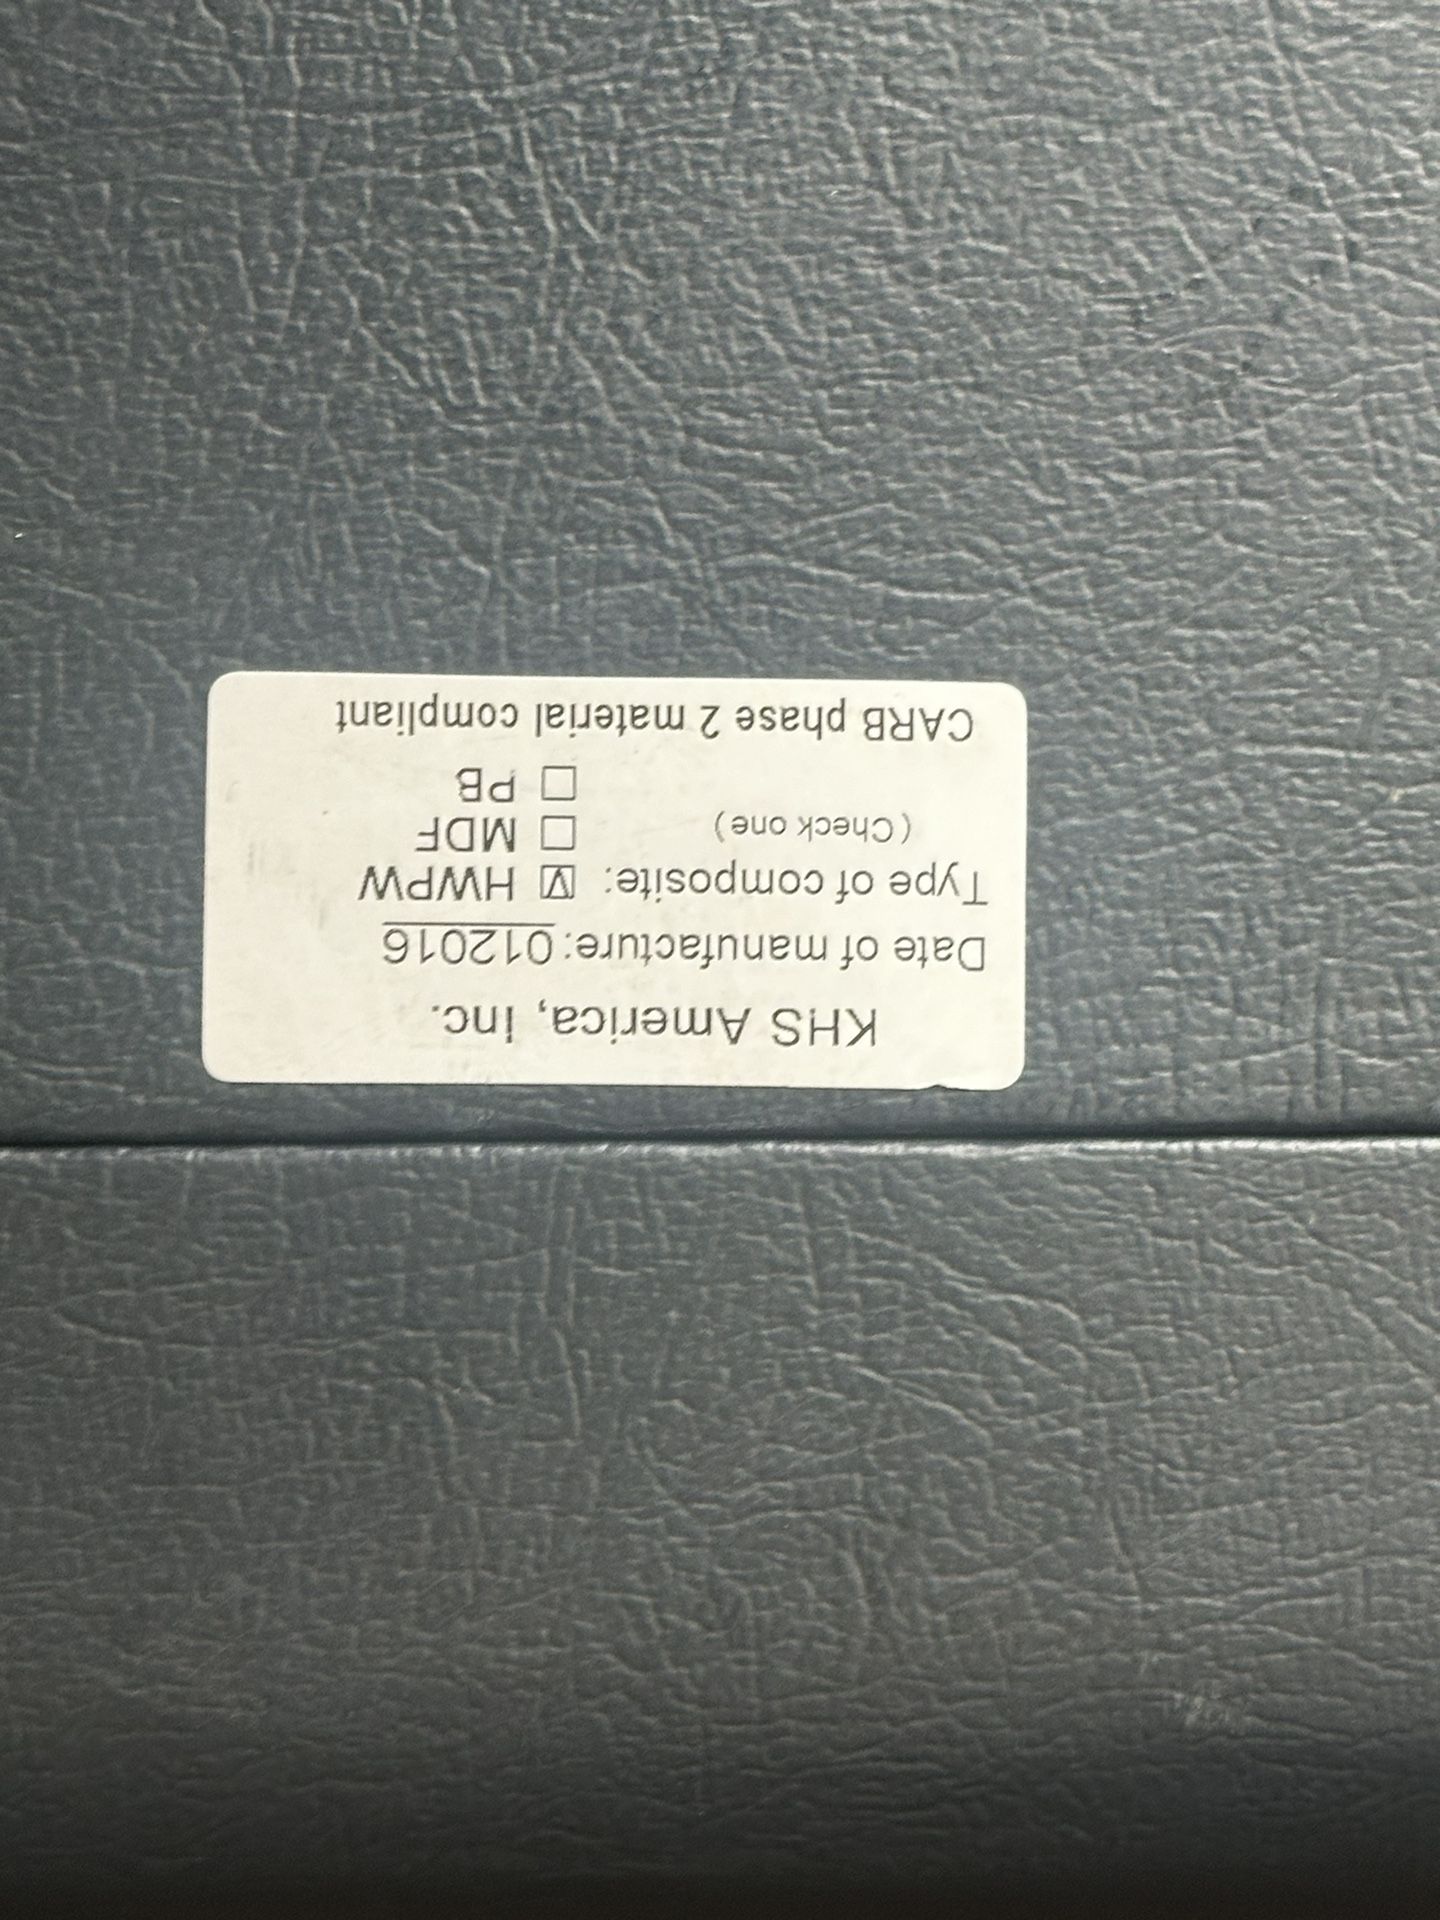 KHS America, Inc.
Date of manufacture: 012016
Type of composite: ☑ HWPW
(Check one) ☐ MDF
☐ PB
CARB phase 2 material compliant